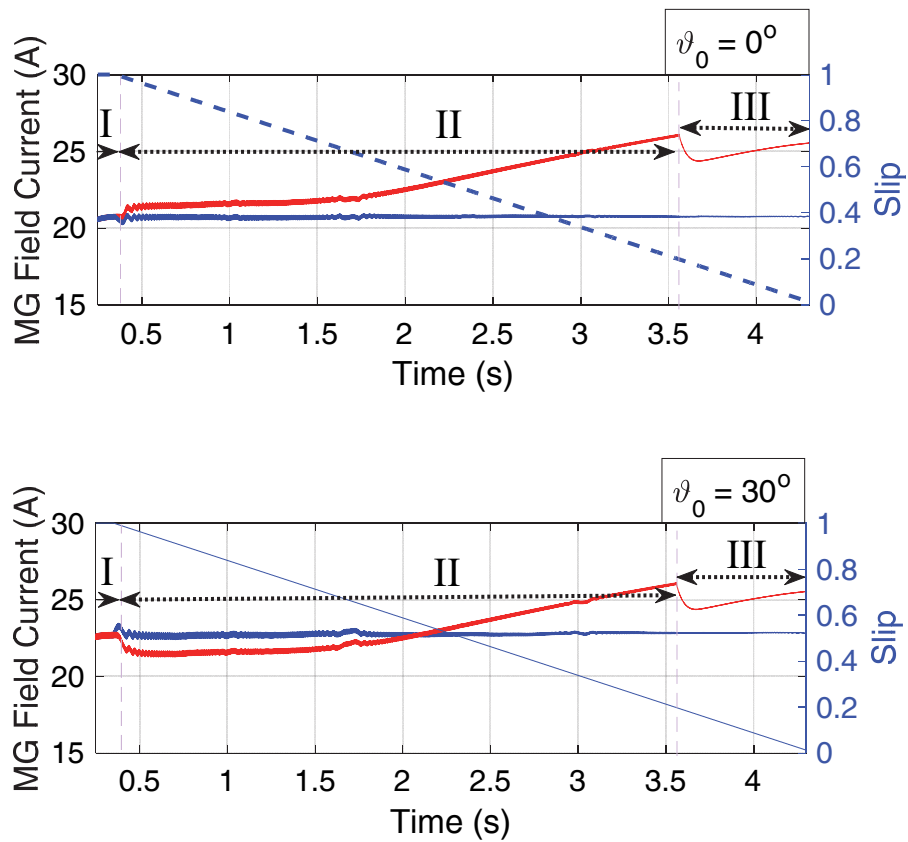 ϑ0 = 0o
MG Field Current (A)
30
25
20
15
I
II
III
1
0.8
0.6
0.4
0.2
0
Slip
0.5
1
1.5
2
2.5
3
3.5
4
Time (s)
ϑ0 = 30o
MG Field Current (A)
30
25
20
15
I
II
III
1
0.8
0.6
0.4
0.2
0
Slip
0.5
1
1.5
2
2.5
3
3.5
4
Time (s)